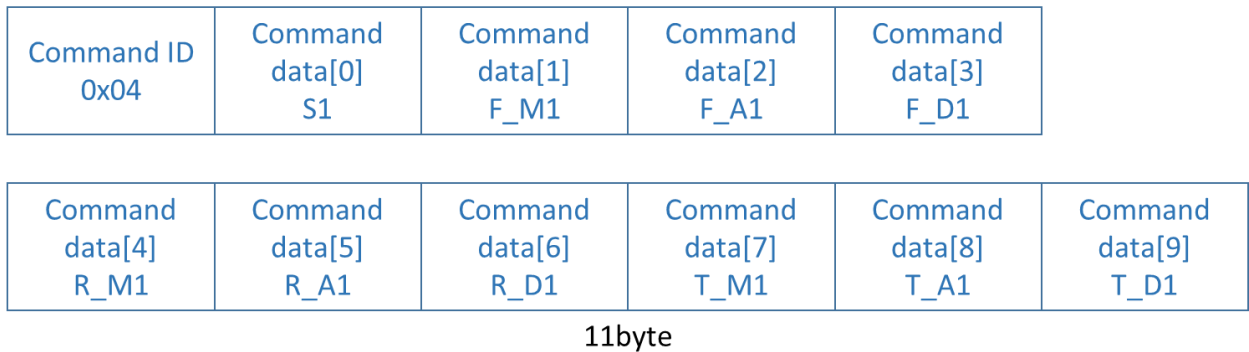 Command ID
0x04
Command
data[0]
S1
Command
data[1]
F_M1
Command
data[2]
F_A1
Command
data[3]
F_D1
Command
data[4]
R_M1
Command
data[5]
R_A1
Command
data[6]
R_D1
Command
data[7]
T_M1
Command
data[8]
T_A1
Command
data[9]
T_D1
11byte